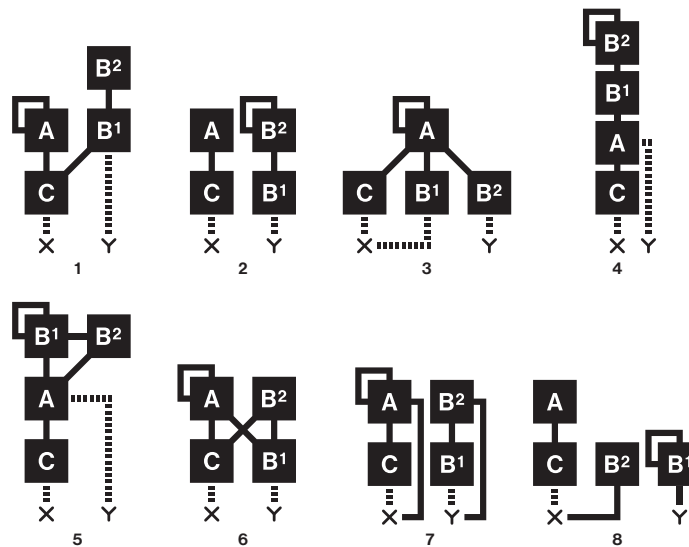 B² B²
A B¹ A B² A B¹
A
C C B¹ C B¹ B² C
X Y X Y X Y X Y
1 2 3 4
B¹ B²
A A B² A B² A
C C B¹ C B¹ C B² B¹
X Y X Y X Y X Y
5 6 7 8